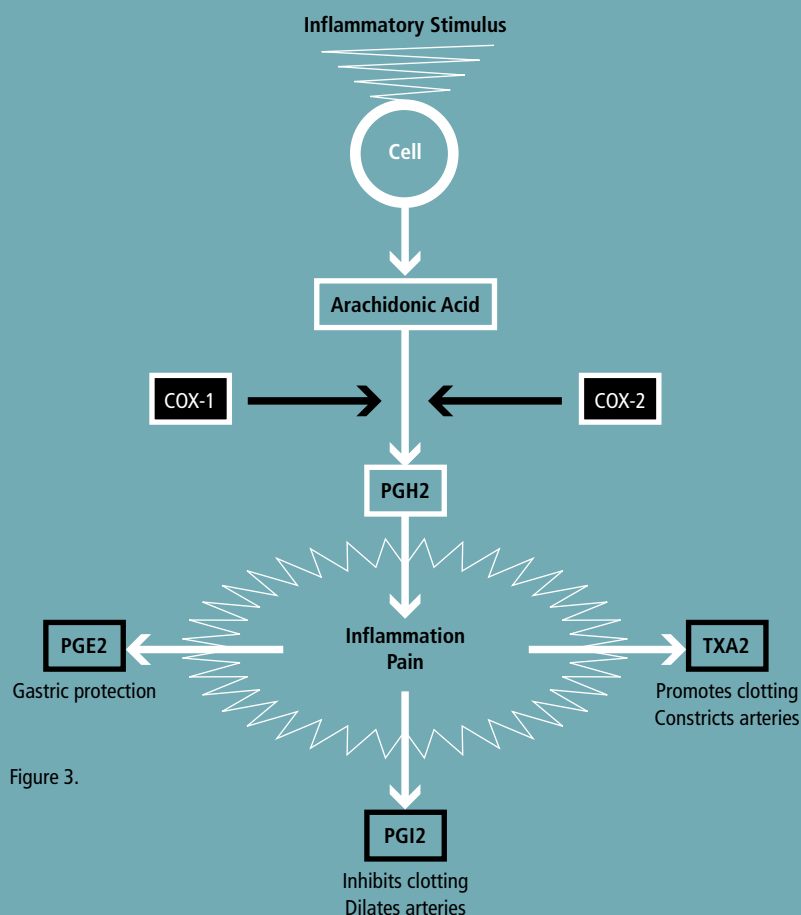 Inflammatory Stimulus
Cell
Arachidonic Acid
COX-1
COX-2
PGH2
Inflammation
Pain
PGE2
Gastric protection
TXA2
Promotes clotting
Constricts arteries
Figure 3.
PGI2
Inhibits clotting
Dilates arteries